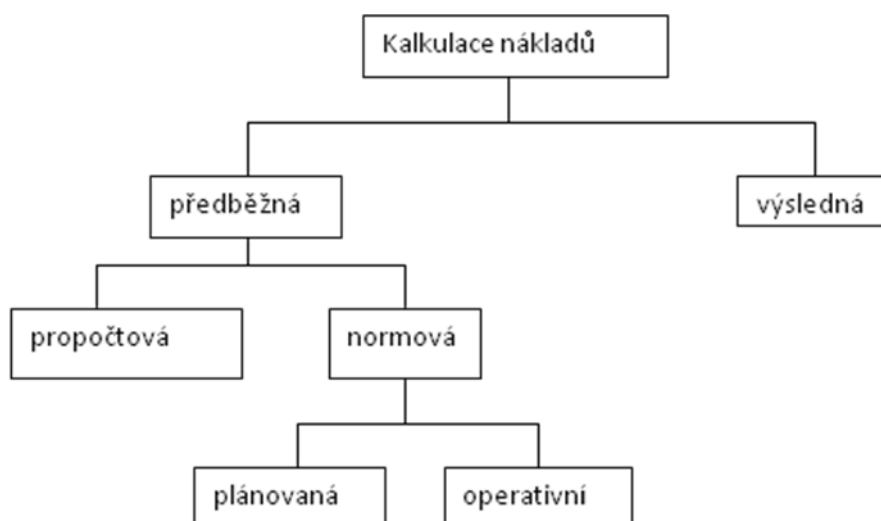 Kalkulace nákladů
předběžná
výsledná
propočtová
normová
plánovaná
operativní